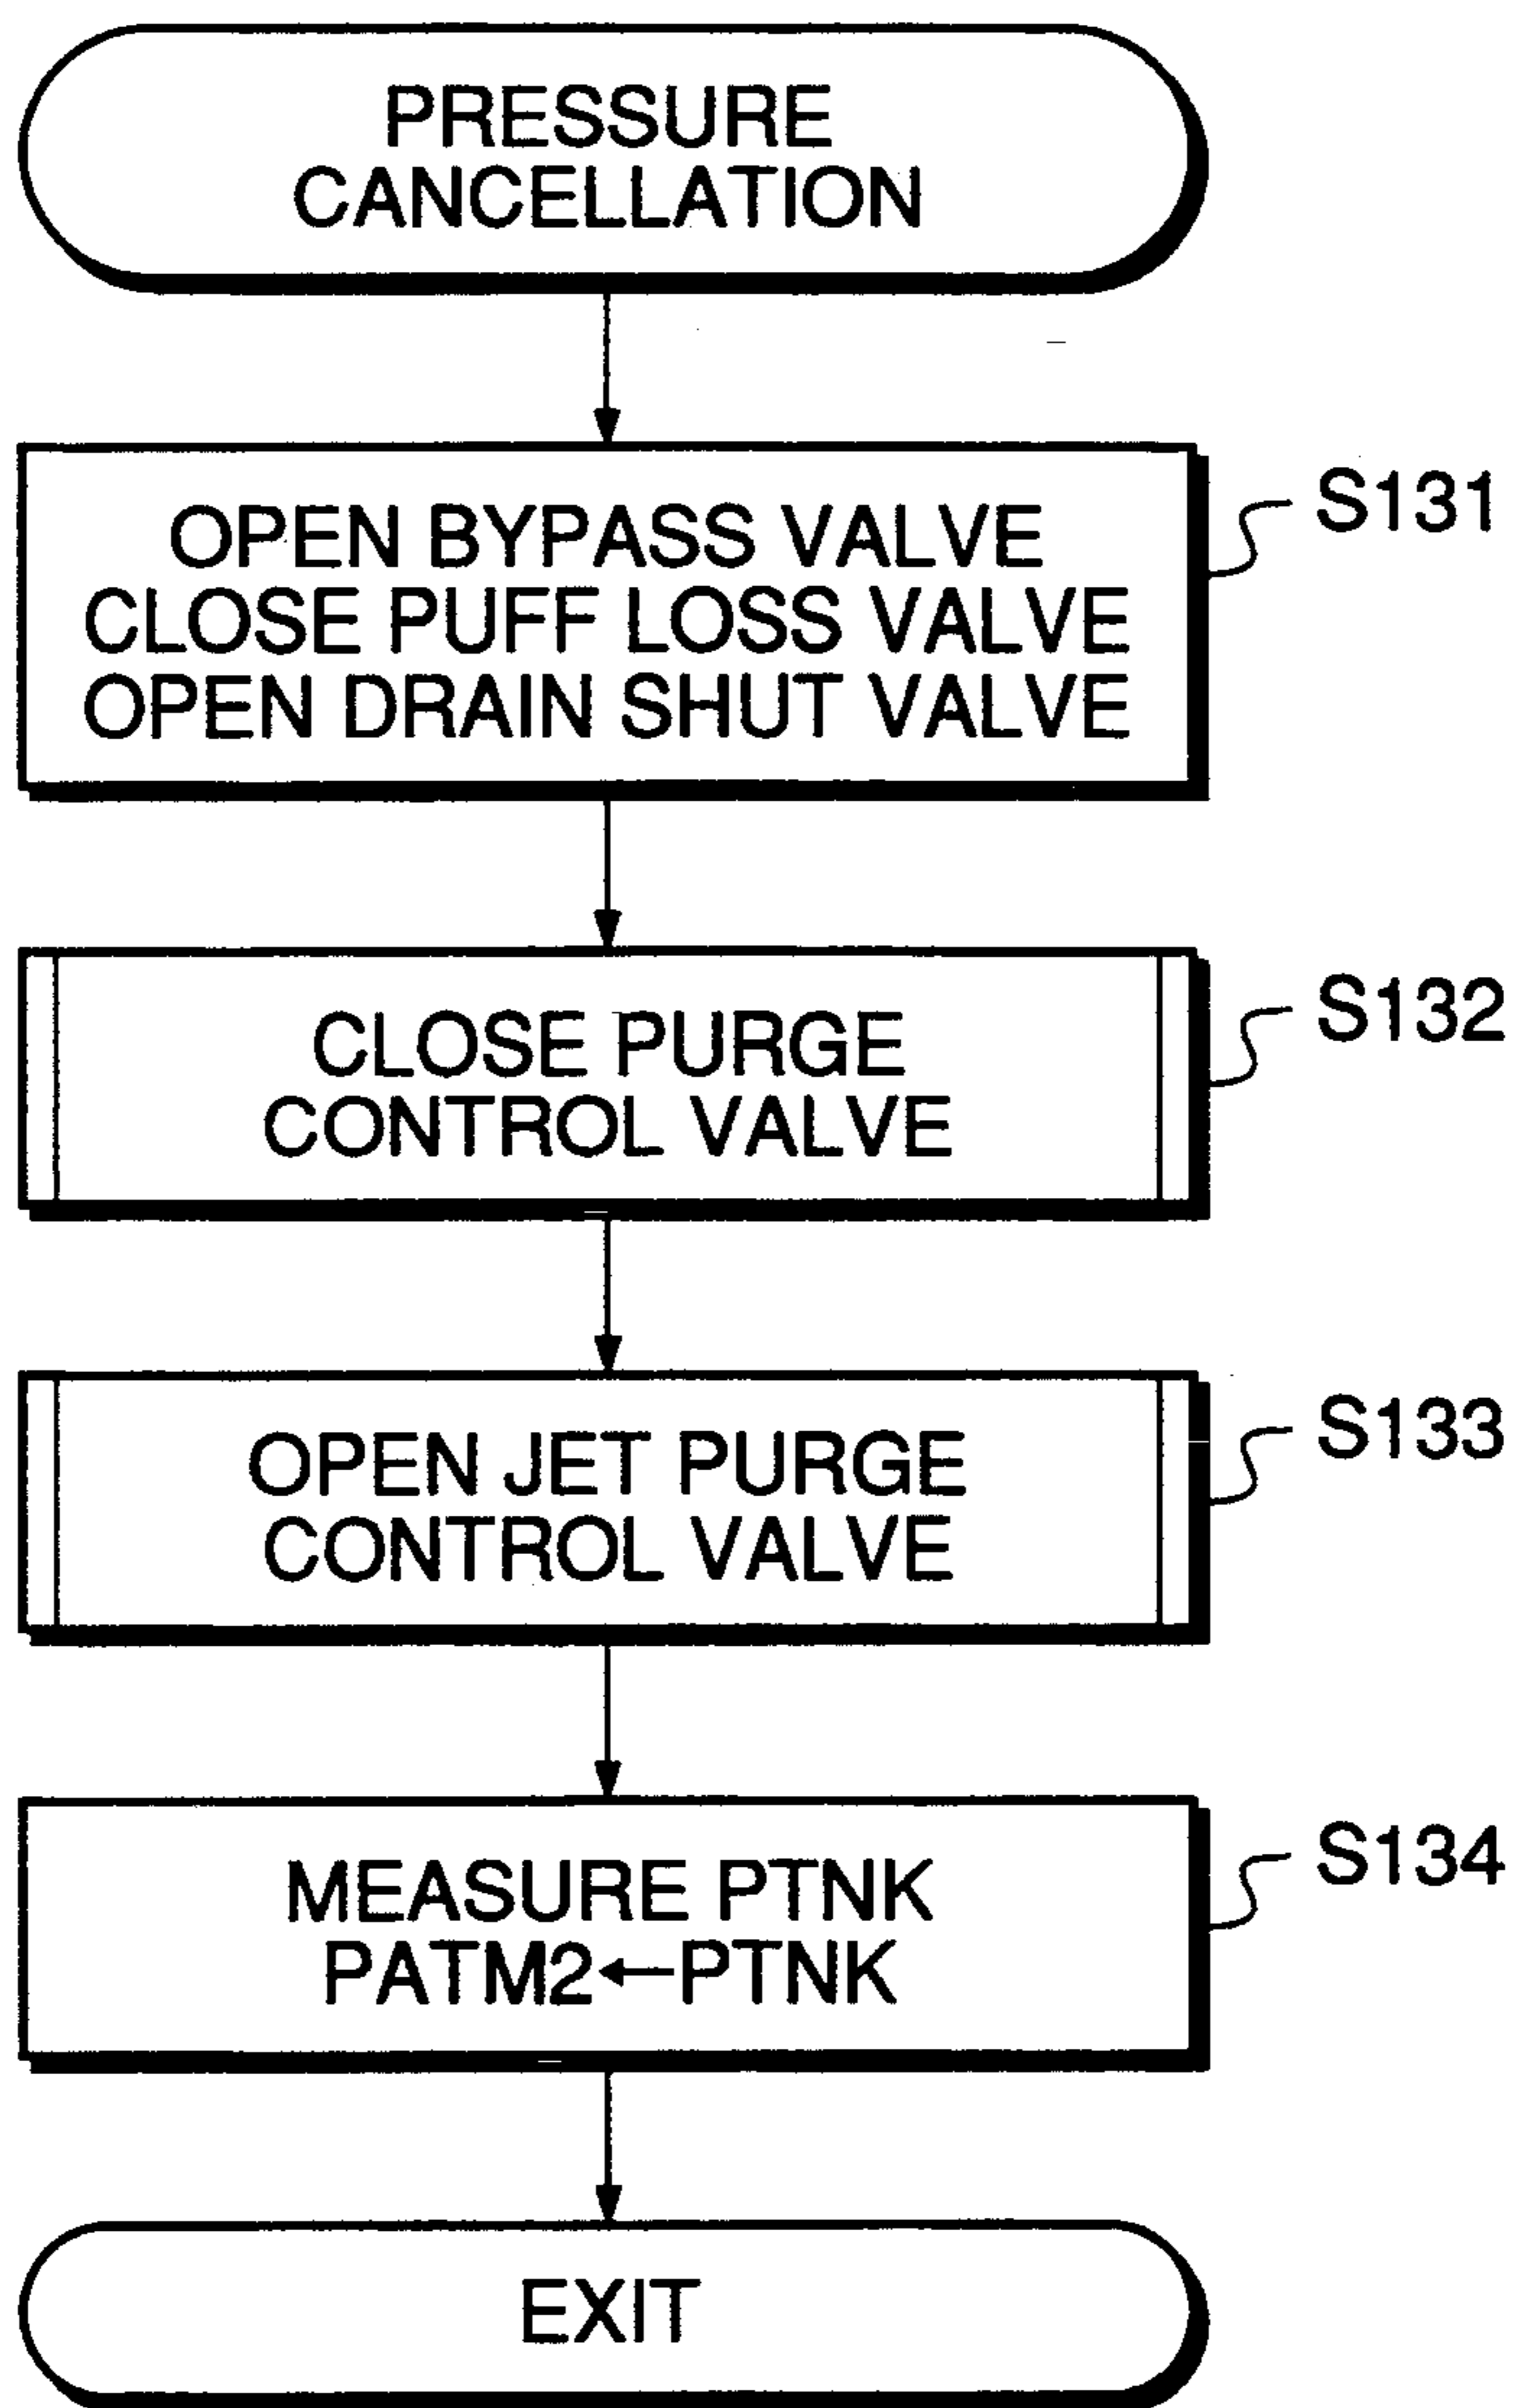 PRESSURE
CANCELLATION
OPEN BYPASS VALVE
CLOSE PUFF LOSS VALVE
OPEN DRAIN SHUT VALVE
S131
CLOSE PURGE
CONTROL VALVE
S132
OPEN JET PURGE
CONTROL VALVE
S133
MEASURE PTNK
PATM2←PTNK
S134
EXIT